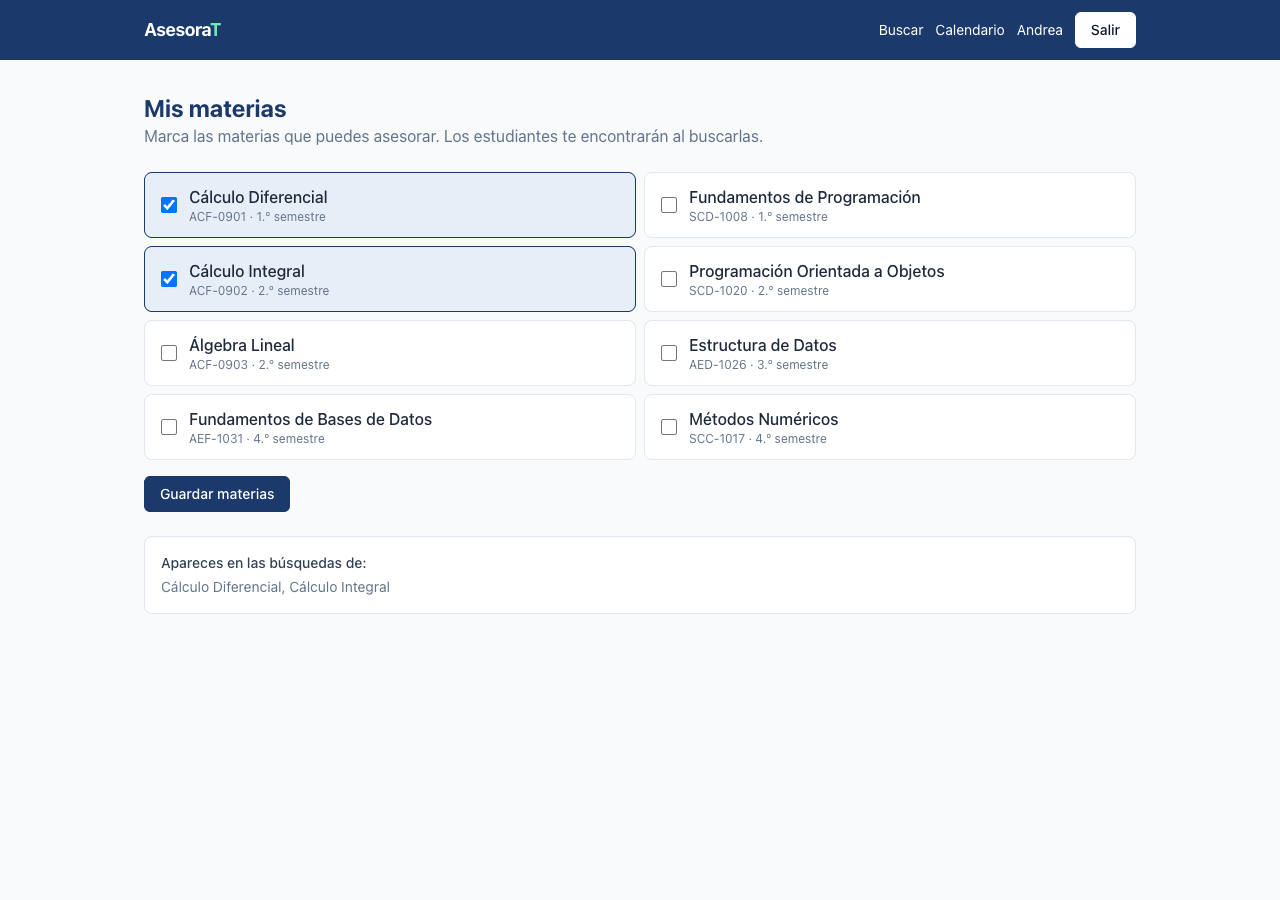 AsesoraT
Buscar Calendario Andrea Salir
Mis materias
Marca las materias que puedes asesorar. Los estudiantes te encontrarán al buscarlas.
Cálculo Diferencial
ACF-0901 · 1.° semestre
Fundamentos de Programación
SCD-1008 · 1.° semestre
Cálculo Integral
ACF-0902 · 2.° semestre
Programación Orientada a Objetos
SCD-1020 · 2.° semestre
Álgebra Lineal
ACF-0903 · 2.° semestre
Estructura de Datos
AED-1026 · 3.° semestre
Fundamentos de Bases de Datos
AEF-1031 · 4.° semestre
Métodos Numéricos
SCC-1017 · 4.° semestre
Guardar materias
Apareces en las búsquedas de:
Cálculo Diferencial, Cálculo Integral